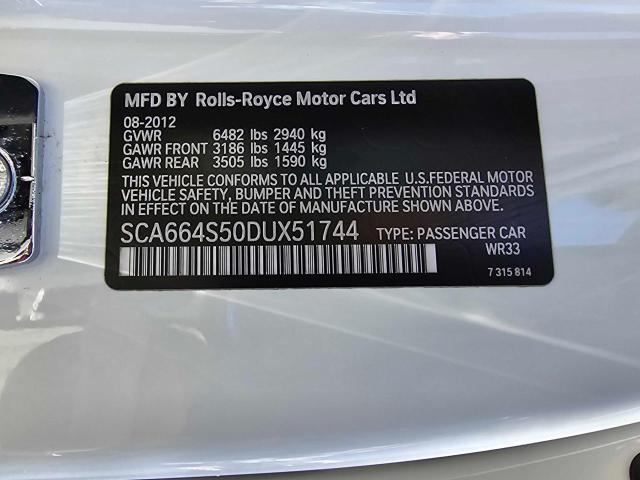 MFD BY Rolls-Royce Motor Cars Ltd
08-2012
GVWR 6482 lbs 2940 kg
GAWR FRONT 3186 lbs 1445 kg
GAWR REAR 3505 lbs 1590 kg
THIS VEHICLE CONFORMS TO ALL APPLICABLE U.S.FEDERAL MOTOR
VEHICLE SAFETY, BUMPER AND THEFT PREVENTION STANDARDS
IN EFFECT ON THE DATE OF MANUFACTURE SHOWN ABOVE.
SCA664S50DUX51744 TYPE: PASSENGER CAR
WR33
7 315 814